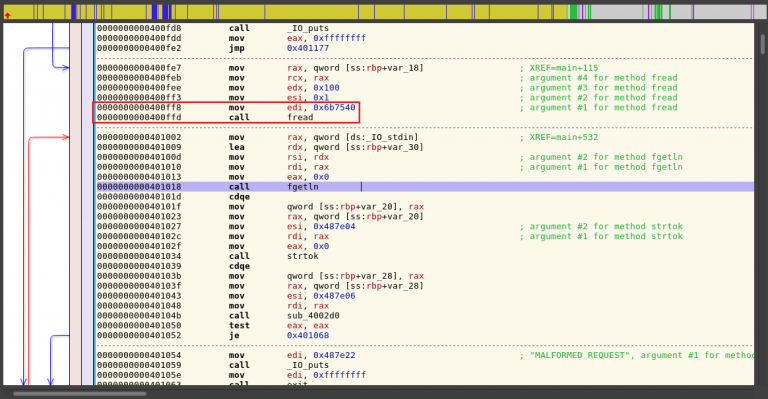 0000000000400fd8 call _IO_puts
0000000000400fdd mov eax, 0xffffffff
0000000000400fe2 jmp 0x401177
0000000000400fe7 mov rax, qword [ss:rbp+var_18] ; XREF=main+115
0000000000400feb mov rcx, rax ; argument #4 for method fread
0000000000400fee mov edx, 0x100 ; argument #3 for method fread
0000000000400ff3 mov esi, 0x1 ; argument #2 for method fread
0000000000400ff8 mov edi, 0x6b7540 ; argument #1 for method fread
0000000000400ffd call fread
0000000000401002 mov rax, qword [ds:_IO_stdin] ; XREF=main+532
0000000000401009 lea rdx, qword [ss:rbp+var_30]
000000000040100d mov rsi, rdx ; argument #2 for method fgetln
0000000000401010 mov rdi, rax ; argument #1 for method fgetln
0000000000401013 mov eax, 0x0
0000000000401018 call fgetln
000000000040101d cdqe
000000000040101f mov qword [ss:rbp+var_20], rax
0000000000401023 mov rax, qword [ss:rbp+var_20]
0000000000401027 mov esi, 0x487e04 ; argument #2 for method strtok
000000000040102c mov rdi, rax ; argument #1 for method strtok
000000000040102f mov eax, 0x0
0000000000401034 call strtok
0000000000401039 cdqe
000000000040103b mov qword [ss:rbp+var_28], rax
000000000040103f mov rax, qword [ss:rbp+var_28]
0000000000401043 mov esi, 0x487e06
0000000000401048 mov rdi, rax
000000000040104b call sub_4002d0
0000000000401050 test eax, eax
0000000000401052 je 0x401068
0000000000401054 mov edi, 0x487e22 ; "MALFORMED REQUEST", argument #1 for method
0000000000401059 call _IO_puts
000000000040105e mov edi, 0xffffffff
0000000000401063 call exit